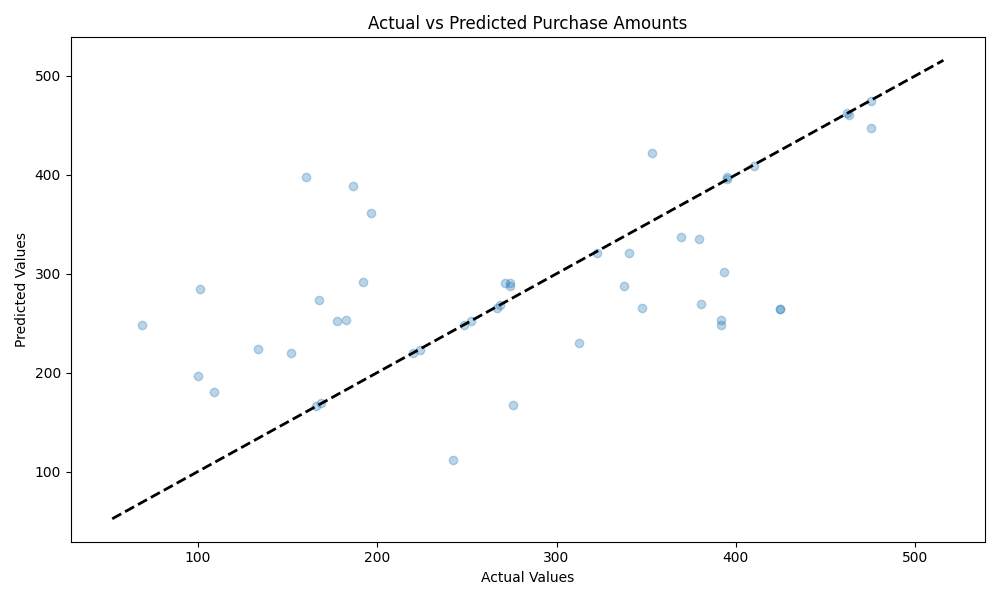 Actual vs Predicted Purchase Amounts
500
400
300
200
100
Predicted Values
100 200 300 400 500
Actual Values